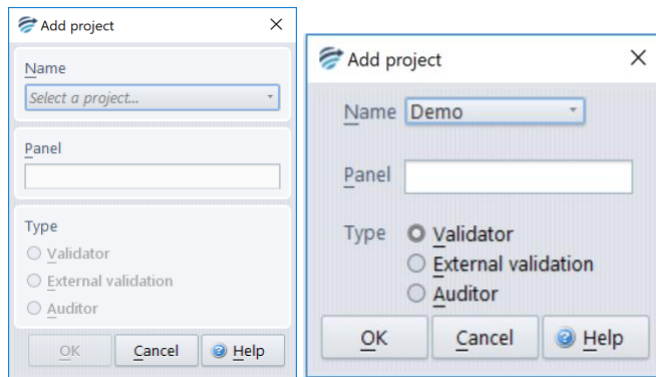 Add project
Name
Select a project...
Panel
Type
Validator
External validation
Auditor
OK Cancel Help
Add project
Name Demo
Panel
Type Validator
External validation
Auditor
OK Cancel Help